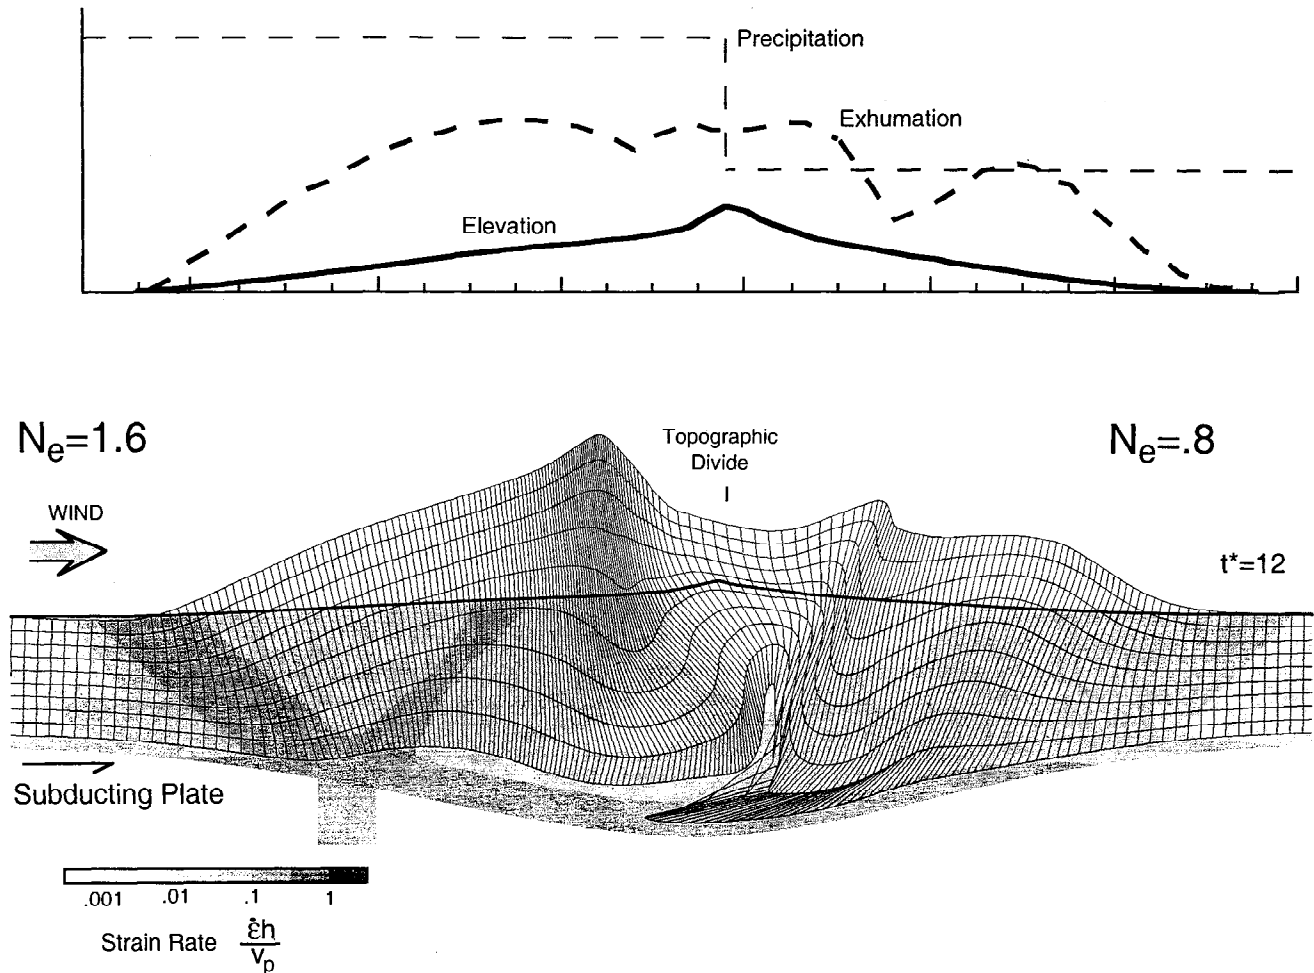 Precipitation
Exhumation
Elevation
Nₑ=1.6
Topographic
Divide
Nₑ=.8
WIND
t*=12
Subducting Plate
.001 .01 .1 1
Strain Rate ε̇h/vₚ